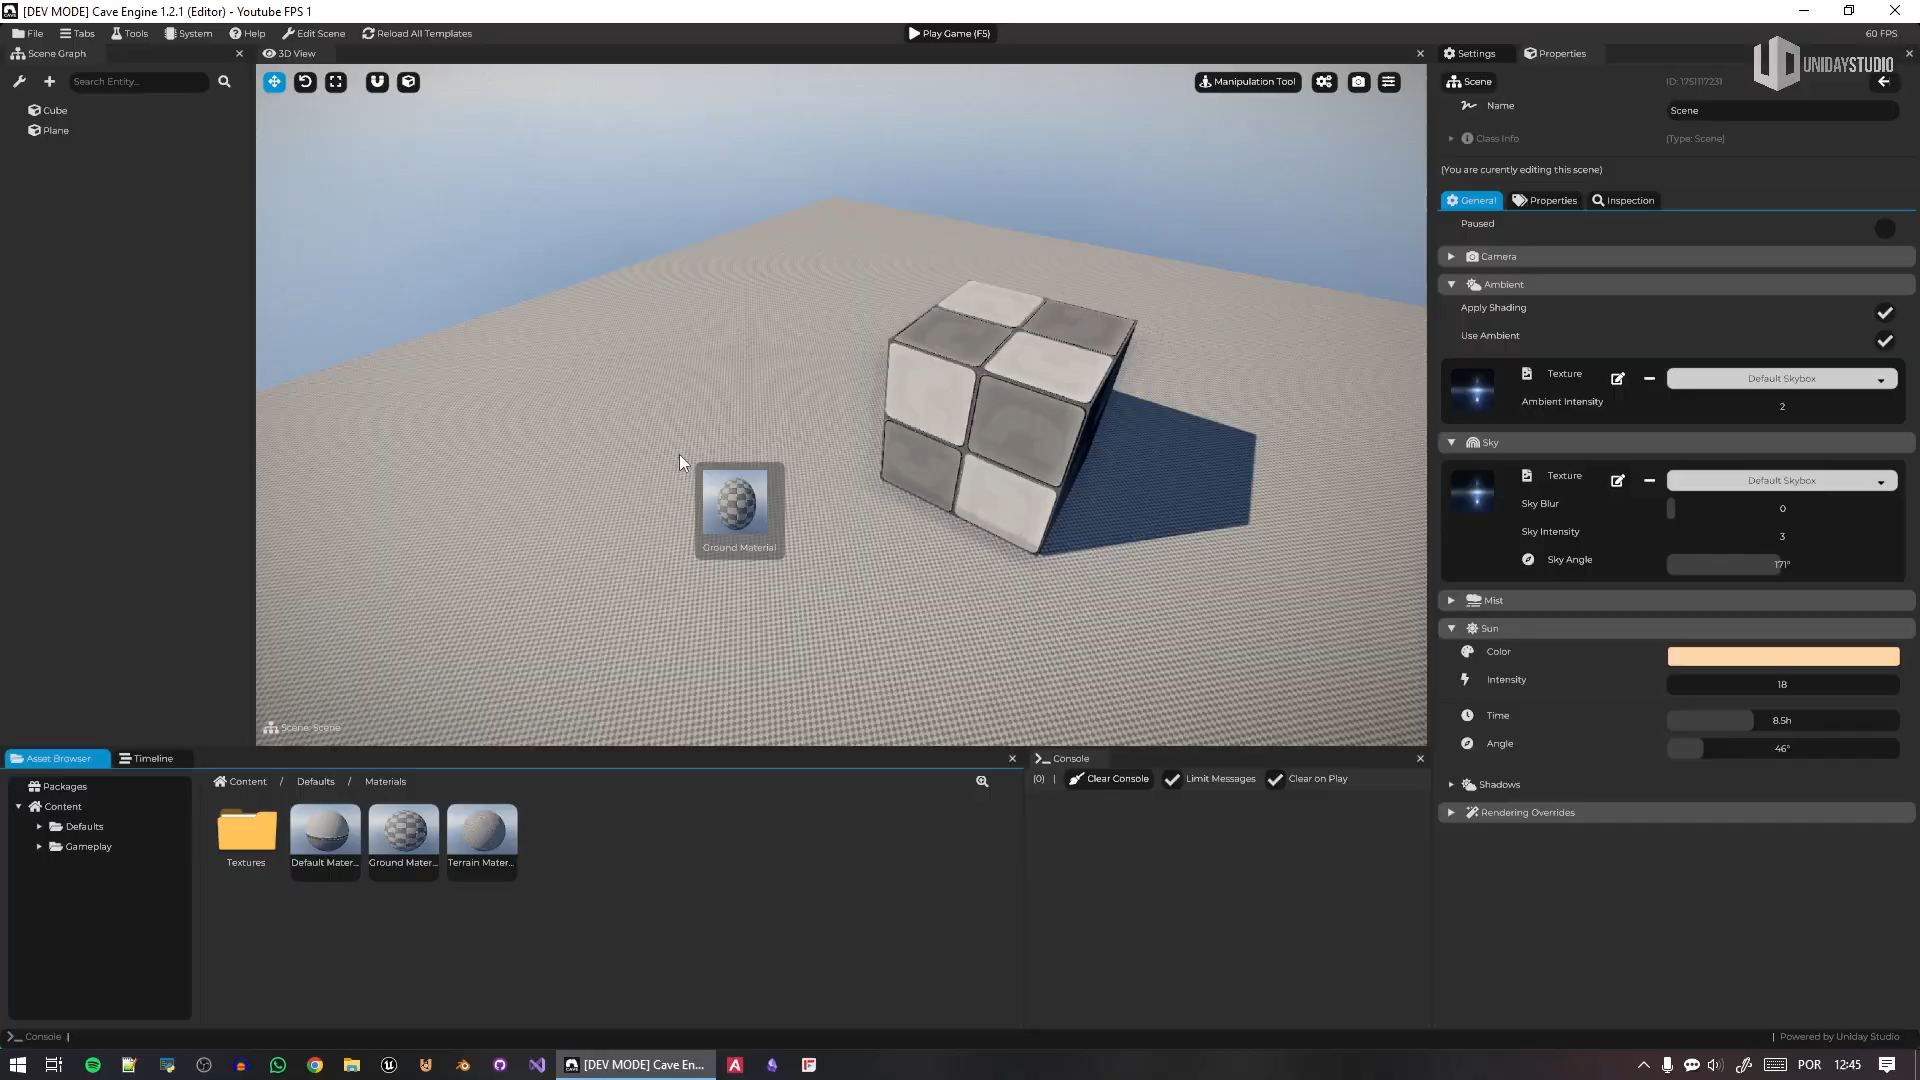 [DEV MODE] Cave Engine 1.2.1 (Editor) - Youtube FPS 1
File Tabs Tools System Help Edit Scene Reload All Templates
Play Game (F5)
60 FPS
Scene Graph
3D View
Settings
Properties
UNIDAYSTUDIO
Search Entity...
Manipulation Tool
Scene
ID: 1751117231
Name
Scene
Cube
Plane
Class Info
(Type: Scene)
(You are curently editing this scene)
General
Properties
Inspection
Paused
Camera
Ambient
Apply Shading
Use Ambient
Texture
Default Skybox
Ambient Intensity
2
Sky
Texture
Default Skybox
Sky Blur
0
Sky Intensity
3
Sky Angle
171°
Mist
Sun
Color
Intensity
18
Time
8.5h
Angle
46°
Shadows
Rendering Overrides
Ground Material
Scene: Scene
Asset Browser
Timeline
Console
Packages
Content
Defaults
Gameplay
Content / Defaults / Materials
(0) | Clear Console
Limit Messages
Clear on Play
Textures
Default Mater...
Ground Mater...
Terrain Mater...
Console |
| Powered by Uniday Studio
[DEV MODE] Cave En...
POR
12:45